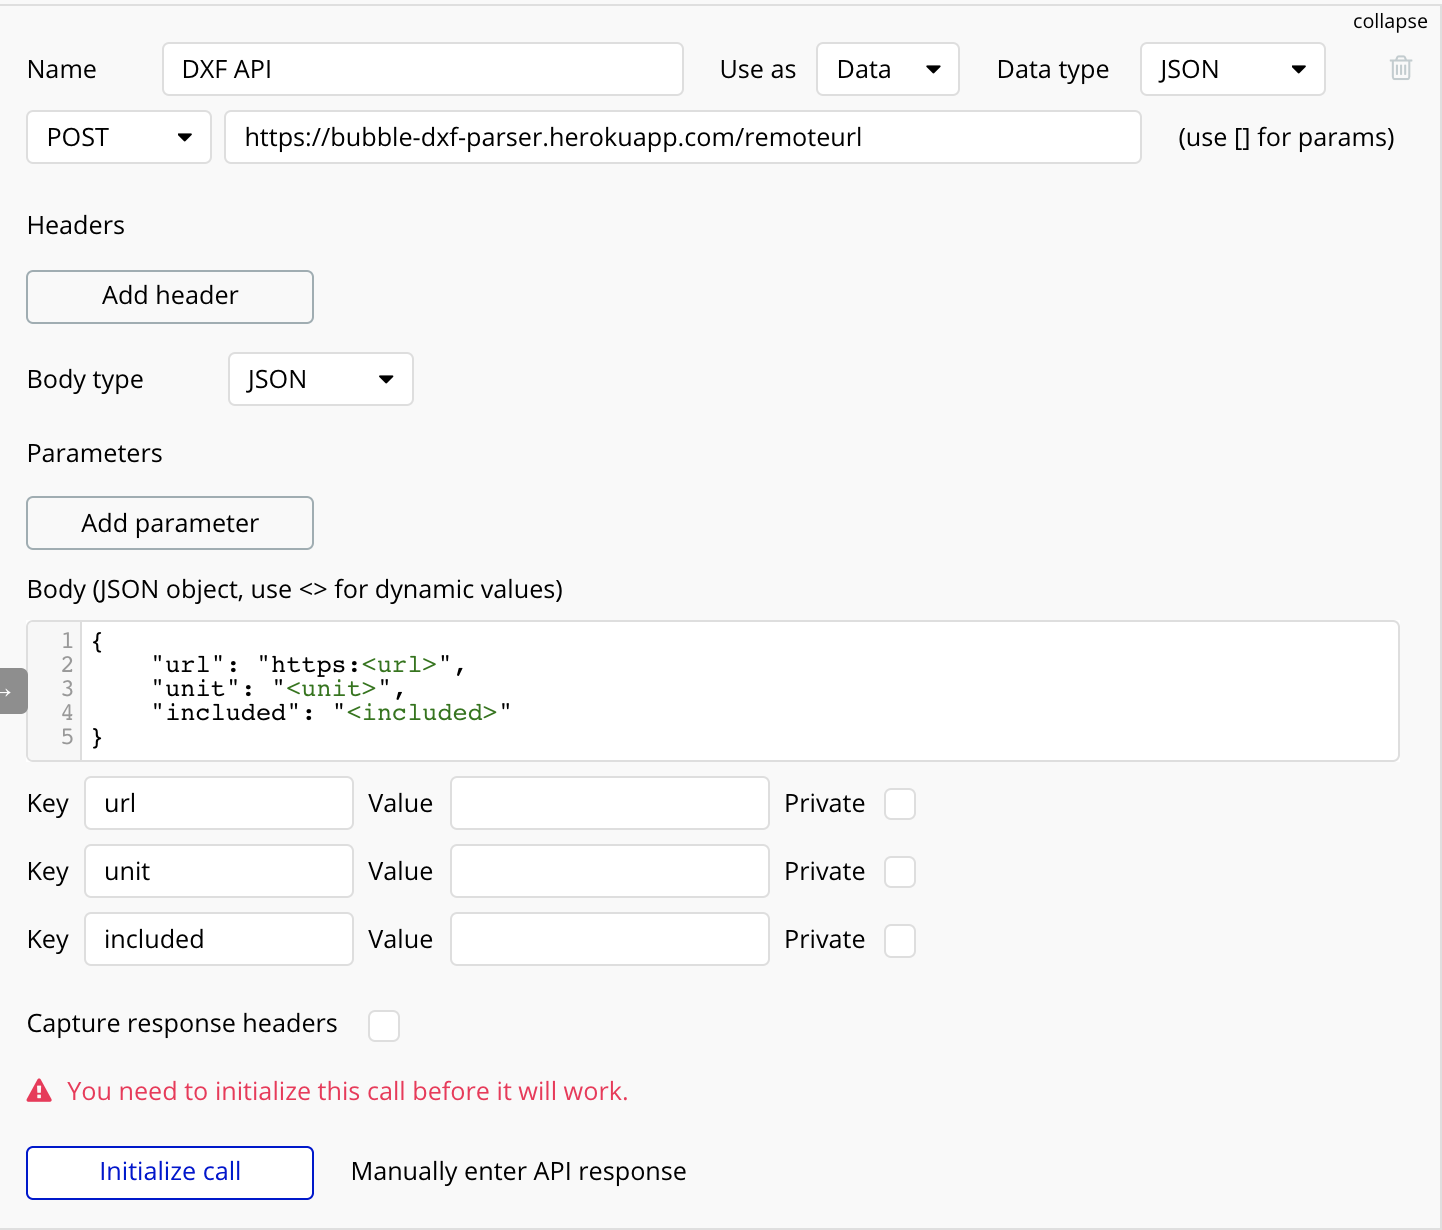 collapse
Name DXF API Use as Data Data type JSON
POST https://bubble-dxf-parser.herokuapp.com/remoteurl (use [] for params)
Headers
Add header
Body type JSON
Parameters
Add parameter
Body (JSON object, use <> for dynamic values)
1 {
2 "url": "https:<url>",
3 "unit": "<unit>",
4 "included": "<included>"
5 }
Key url Value Private
Key unit Value Private
Key included Value Private
Capture response headers
You need to initialize this call before it will work.
Initialize call Manually enter API response